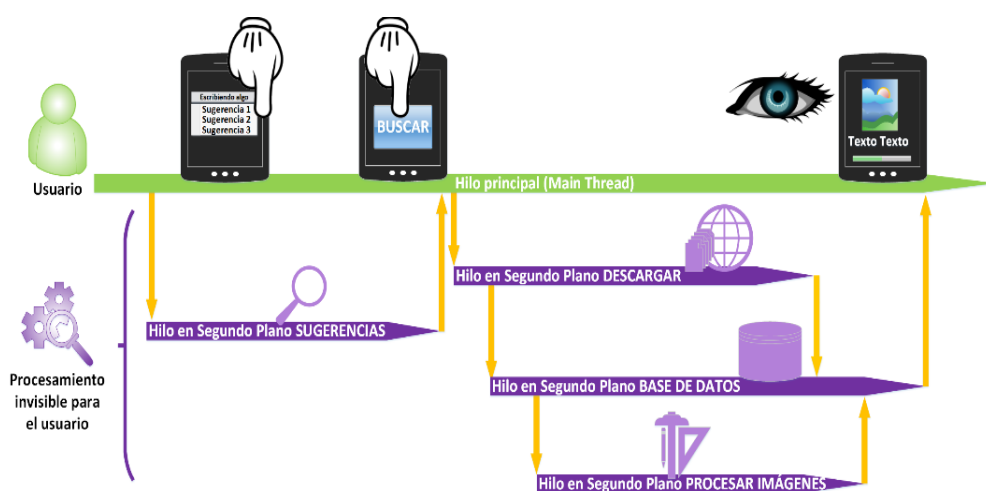 Escribiendo algo
Sugerencia 1
Sugerencia 2
Sugerencia 3
BUSCAR
Texto Texto
Usuario
Hilo principal (Main Thread)
Hilo en Segundo Plano DESCARGAR
Hilo en Segundo Plano SUGERENCIAS
Procesamiento
invisible para
el usuario
Hilo en Segundo Plano BASE DE DATOS
Hilo en Segundo Plano PROCESAR IMÁGENES